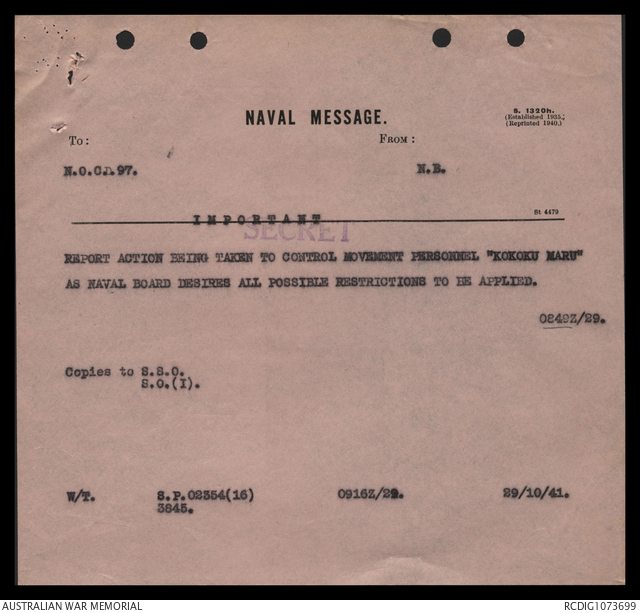 NAVAL MESSAGE.
S. 1320h.
(Established 1935.)
(Reprinted 1940.)
To:
FROM:
N.O.C.D.97.
N.B.
St 4479
IMPORTANT
SECRET
REPORT ACTION BEING TAKEN TO CONTROL MOVEMENT PERSONNEL "KOKOKU MARU"
AS NAVAL BOARD DESIRES ALL POSSIBLE RESTRICTIONS TO BE APPLIED.
0849Z/29.
Copies to S.S.O.
S.O.(I).
W/T. S.P.02354(16) 0916Z/29. 29/10/41.
3845.
AUSTRALIAN WAR MEMORIAL
RCDIG1073699